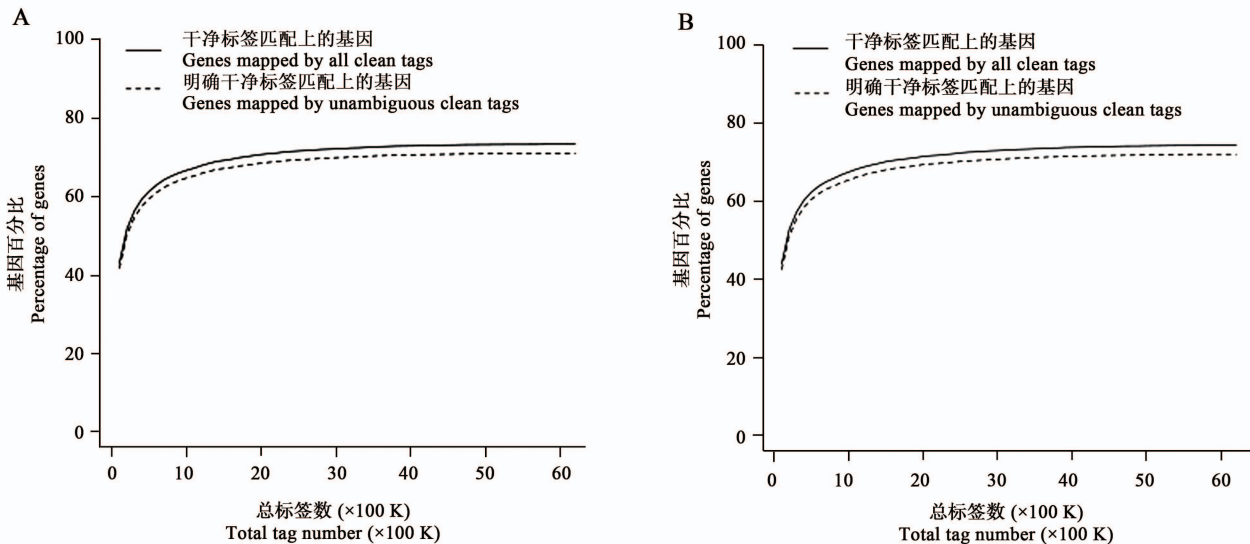 A
干净标签匹配上的基因
Genes mapped by all clean tags
明确干净标签匹配上的基因
Genes mapped by unambiguous clean tags
100
80
60
40
20
0
基因百分比
Percentage of genes
0 10 20 30 40 50 60
总标签数 (×100 K)
Total tag number (×100 K)
B
干净标签匹配上的基因
Genes mapped by all clean tags
明确干净标签匹配上的基因
Genes mapped by unambiguous clean tags
100
80
60
40
20
0
基因百分比
Percentage of genes
0 10 20 30 40 50 60
总标签数 (×100 K)
Total tag number (×100 K)